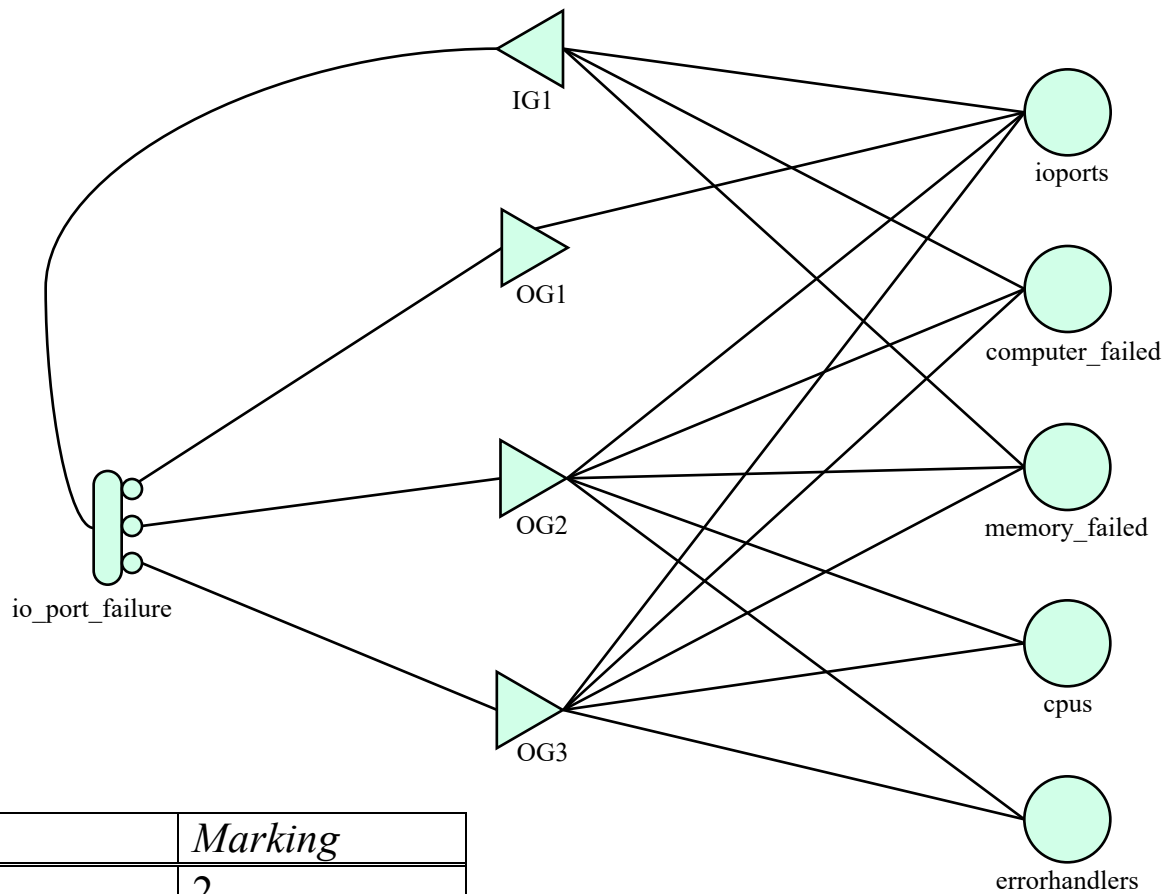 IG1
ioports
OG1
computer_failed
OG2
memory_failed
io_port_failure
cpus
OG3
Marking
2
errorhandlers